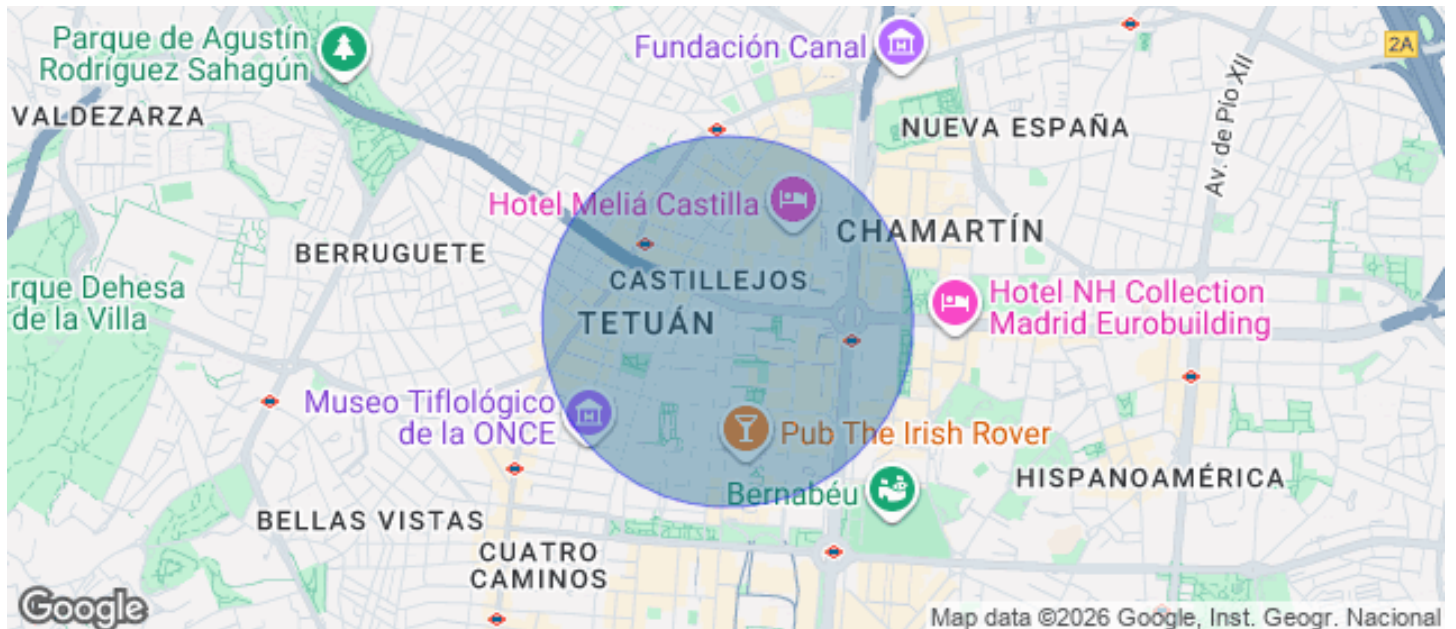 Parque de Agustín
Rodríguez Sahagún
Fundación Canal
2A
VALDEZARZA
NUEVA ESPAÑA
Av. de Pío XII
Hotel Meliá Castilla
CHAMARTÍN
BERRUGUETE
CASTILLEJOS
arque Dehesa
de la Villa
Hotel NH Collection
Madrid Eurobuilding
TETUÁN
Museo Tiflológico
de la ONCE
Pub The Irish Rover
HISPANOAMÉRICA
Bernabéu
BELLAS VISTAS
CUATRO
CAMINOS
Google
Map data ©2026 Google, Inst. Geogr. Nacional